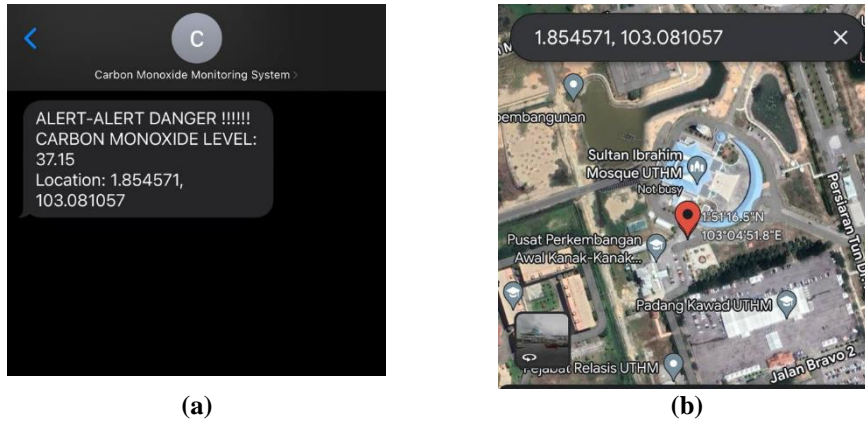 C
Carbon Monoxide Monitoring System >
ALERT-ALERT DANGER !!!!!!
CARBON MONOXIDE LEVEL:
37.15
Location: 1.854571,
103.081057
(a)
1.854571, 103.081057
pembangunan
Sultan Ibrahim
Mosque UTHM
Not busy
1°51'16.5"N
103°04'51.8"E
Pusat Perkembangan
Awal Kanak-Kanak...
Persiaran Tun
Padang Kawad UTHM
Pejabat Relasis UTHM
Jalan Bravo 2
(b)